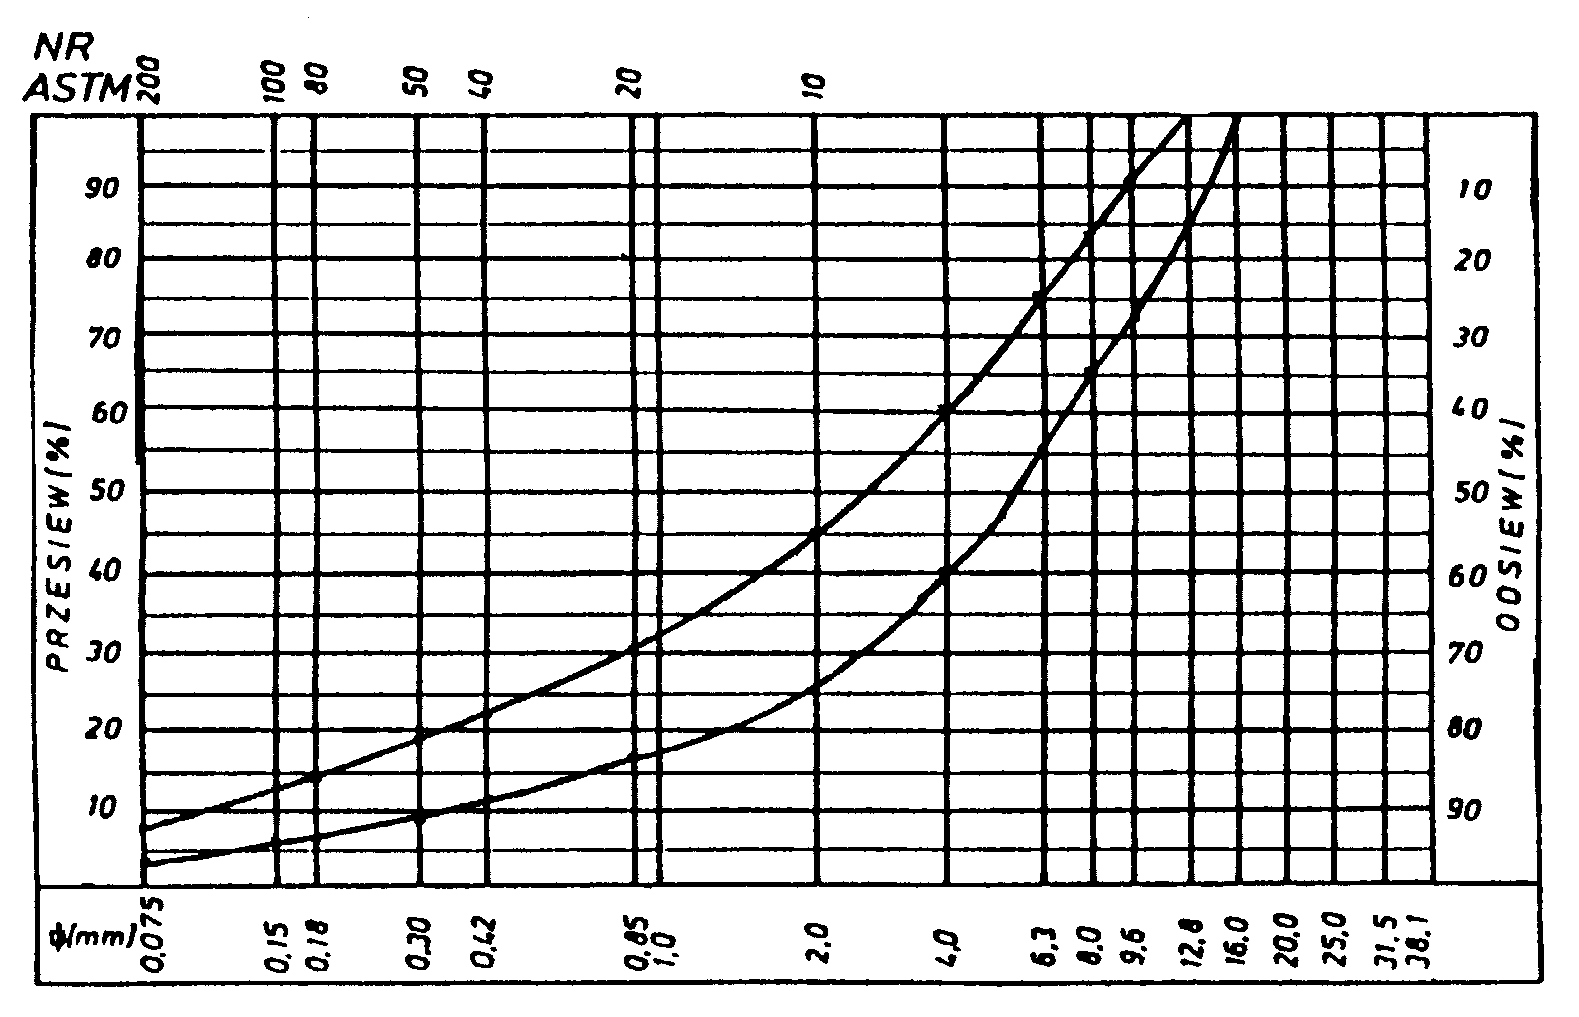 NR
ASTM 200 100 80 50 40 20 10
90 10
80 20
70 30
60 40
50 50
40 60
30 70
20 80
10 90
PRZESIEW (%)
ODSIEW (%)
ϕ(mm) 0.075 0,15 0,18 0,30 0,42 0,85 1,0 2,0 4,0 6,3 8,0 9,6 12,8 16.0 20,0 25,0 31,5 38,1